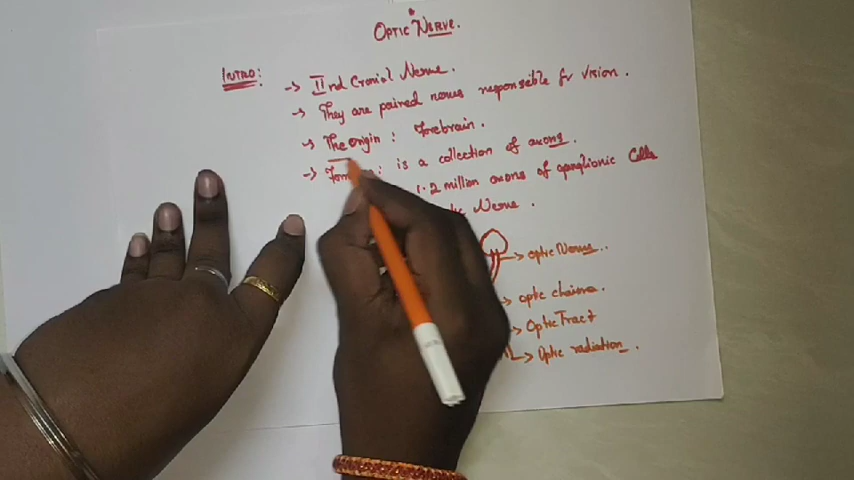 OPTIC NERVE.
INTRO:
-> IInd Cranial Nerve.
-> They are paired nerves responsible for vision.
-> The origin : Forebrain.
-> : is a collection of axons
1.2 million axons of ganglionic Cells
Nerve.
-> optic Nerves.
optic chiasma.
-> Optic Tract
-> Optic radiation.